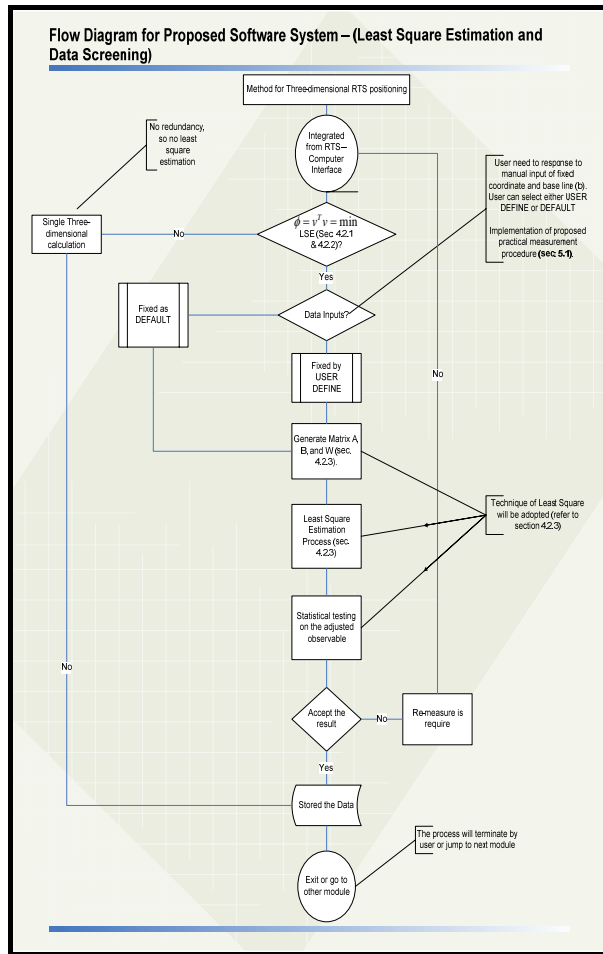 Flow Diagram for Proposed Software System – (Least Square Estimation and
Data Screening)
Method for Three-dimensional RTS positioning
No redundancy,
so no least
square
estimation
Integrated
from RTS–
Computer
Interface
User need to response to
manual input of fixed
coordinate and base line (b).
User can select either USER
DEFINE or DEFAULT
Implementation of proposed
practical measurement
procedure (sec. 5.1).
Single Three-
dimensional
calculation
No
ϕ = vᵀv = min
LSE (Sec. 4.2.1
& 4.2.2)?
Yes
Fixed as
DEFAULT
Data Inputs?
Fixed by
USER
DEFINE
No
Generate Matrix A,
B, and W (sec.
4.2.3).
Least Square
Estimation
Process (sec.
4.2.3)
Technique of Least Square
will be adopted (refer to
section 4.2.3)
Statistical testing
on the adjusted
observable
No
Accept the
result
No
Re-measure is
require
Yes
Stored the Data
The process will terminate by
user or jump to next module
Exit or go to
other module